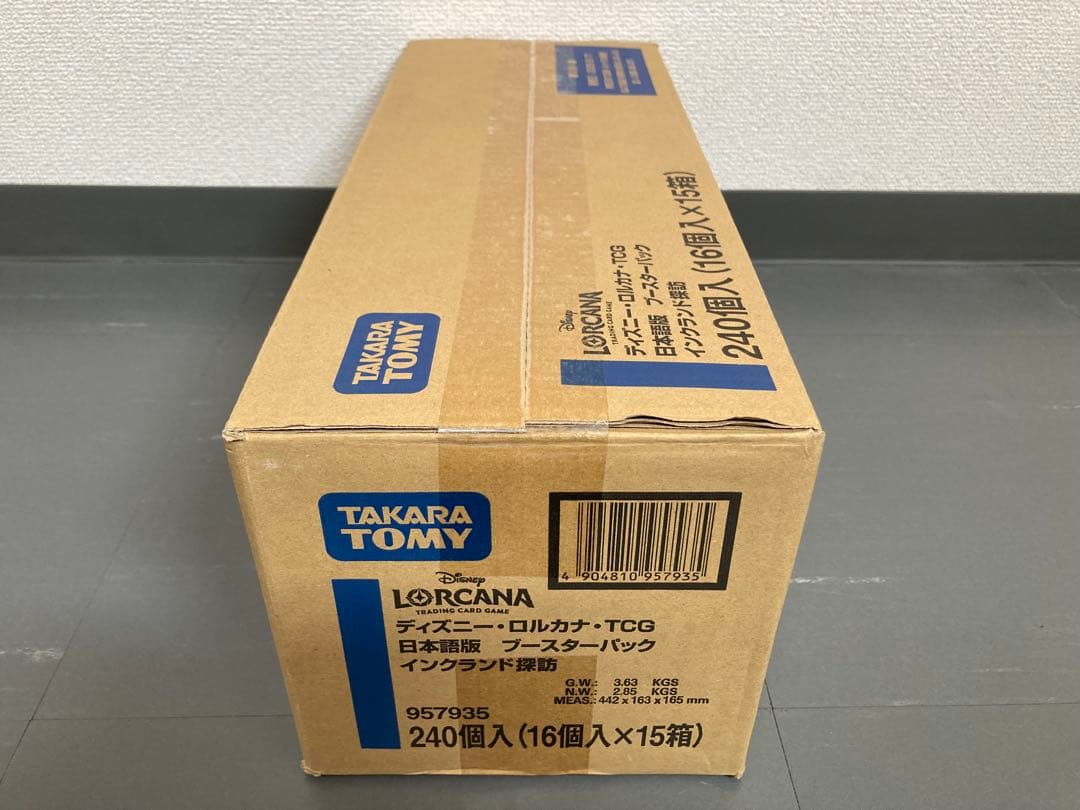 TAKARA
TOMY
Disney
LORCANA
TRADING CARD GAME
ディズニー・ロルカナ・TCG
日本語版 ブースターパック
インクランド探訪
240個入(16個入×15箱)
TAKARA
TOMY
4 904810 957935
Disney
LORCANA
TRADING CARD GAME
ディズニー・ロルカナ・TCG
日本語版 ブースターパック
インクランド探訪
G.W.: 3.63 KGS
N.W.: 2.85 KGS
MEAS.: 442 x 163 x 165 mm
957935
240個入(16個入×15箱)